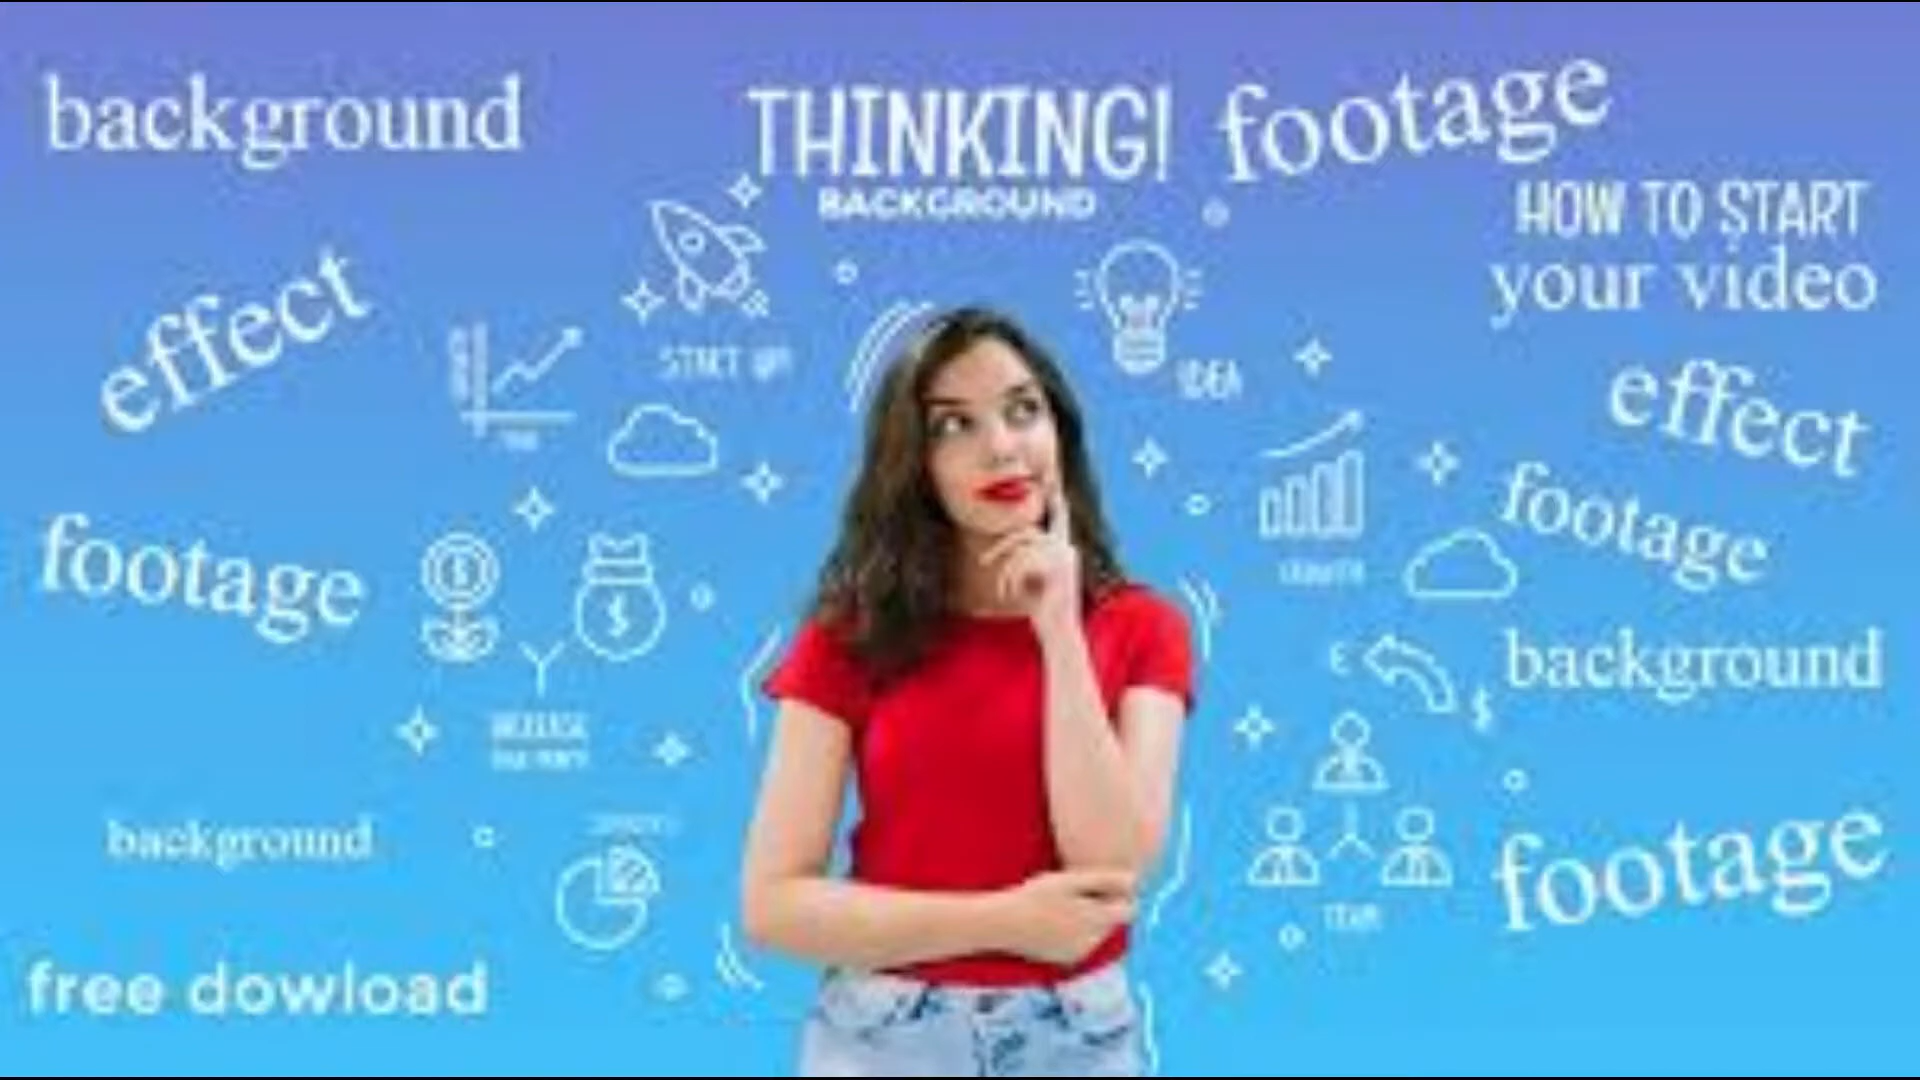 background
THINKING!
footage
BACKGROUND
HOW TO START
your video
effect
START UP!
IDEA
effect
footage
footage
background
background
TEAM
footage
free dowload